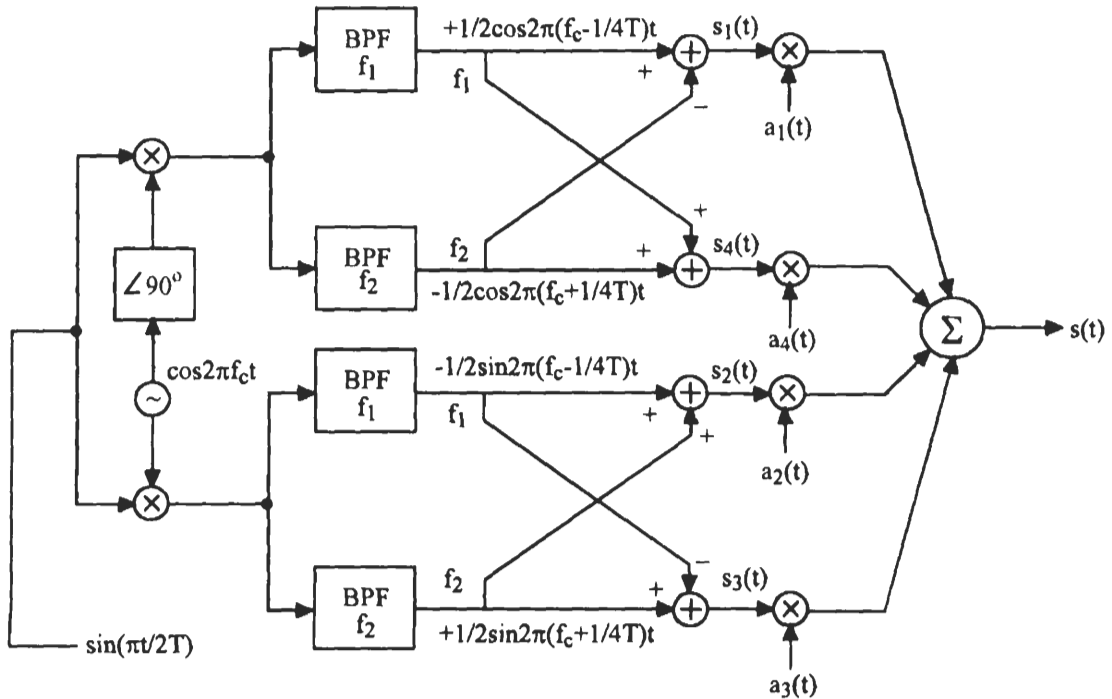 +1/2cos2π(fc-1/4T)t
BPF
f1
f1
+
−
s1(t)
a1(t)
BPF
f2
f2
-1/2cos2π(fc+1/4T)t
+
+
s4(t)
a4(t)
∠90°
cos2πfct
~
Σ
s(t)
-1/2sin2π(fc-1/4T)t
BPF
f1
f1
+
+
s2(t)
a2(t)
BPF
f2
f2
+1/2sin2π(fc+1/4T)t
−
+
s3(t)
a3(t)
sin(πt/2T)